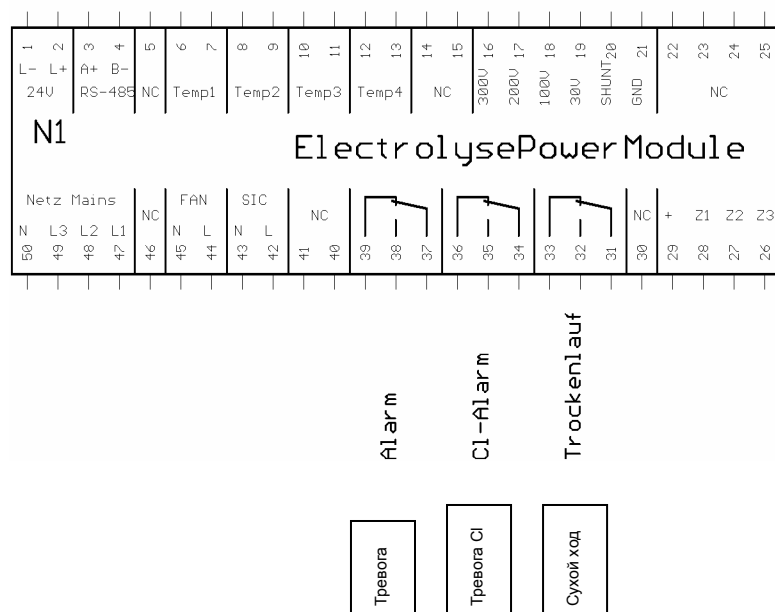 1 2 3 4 5 6 7 8 9 10 11 12 13 14 15 16 17 18 19 20 21 22 23 24 25
L- L+ A+ B- 300V 200V 100V 30V SHUNT GND
24V RS-485 NC Temp1 Temp2 Temp3 Temp4 NC NC
N1 ElectrolysePowerModule
Netz Mains NC FAN SIC NC NC + Z1 Z2 Z3
N L3 L2 L1 N L N L
50 49 48 47 46 45 44 43 42 41 40 39 38 37 36 35 34 33 32 31 30 29 28 27 26
Alarm
Cl-Alarm
Trockenlauf
Тревога
Тревога Cl
Сухой ход